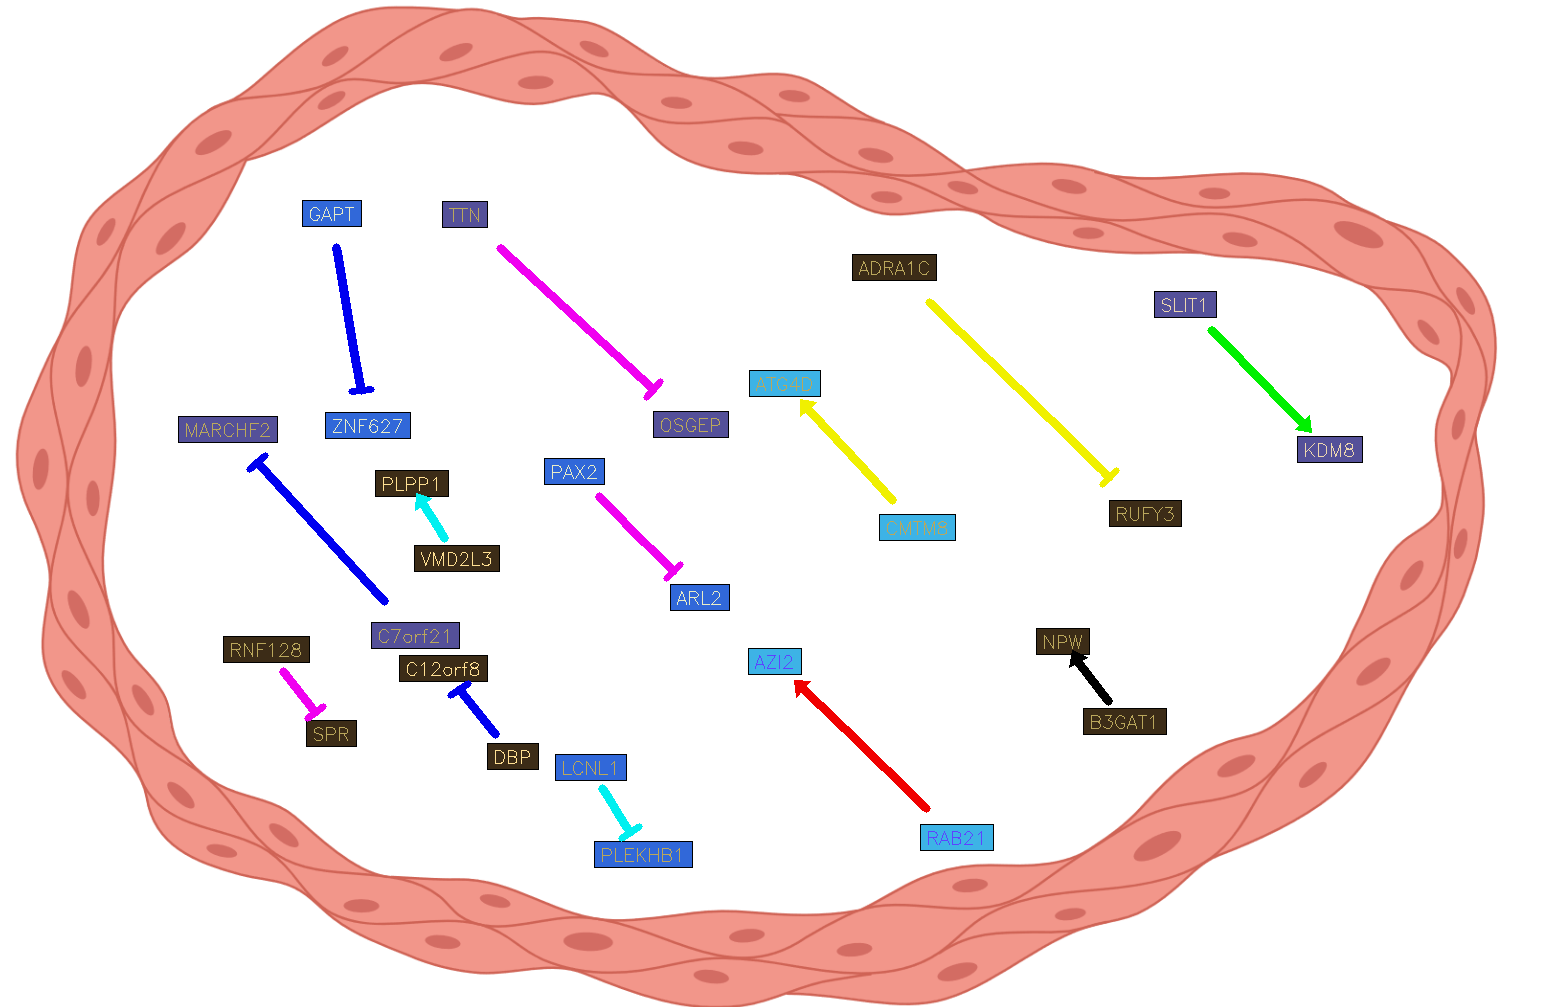 GAPT
TTN
ADRA1C
SLIT1
ATG4D
MARCHF2
ZNF627
OSGEP
KDM8
PLPP1
PAX2
RUFY3
CMTM8
VMD2L3
ARL2
C7orf21
RNF128
NPW
AZI2
C12orf8
B3GAT1
SPR
DBP
LCNL1
RAB21
PLEKHB1